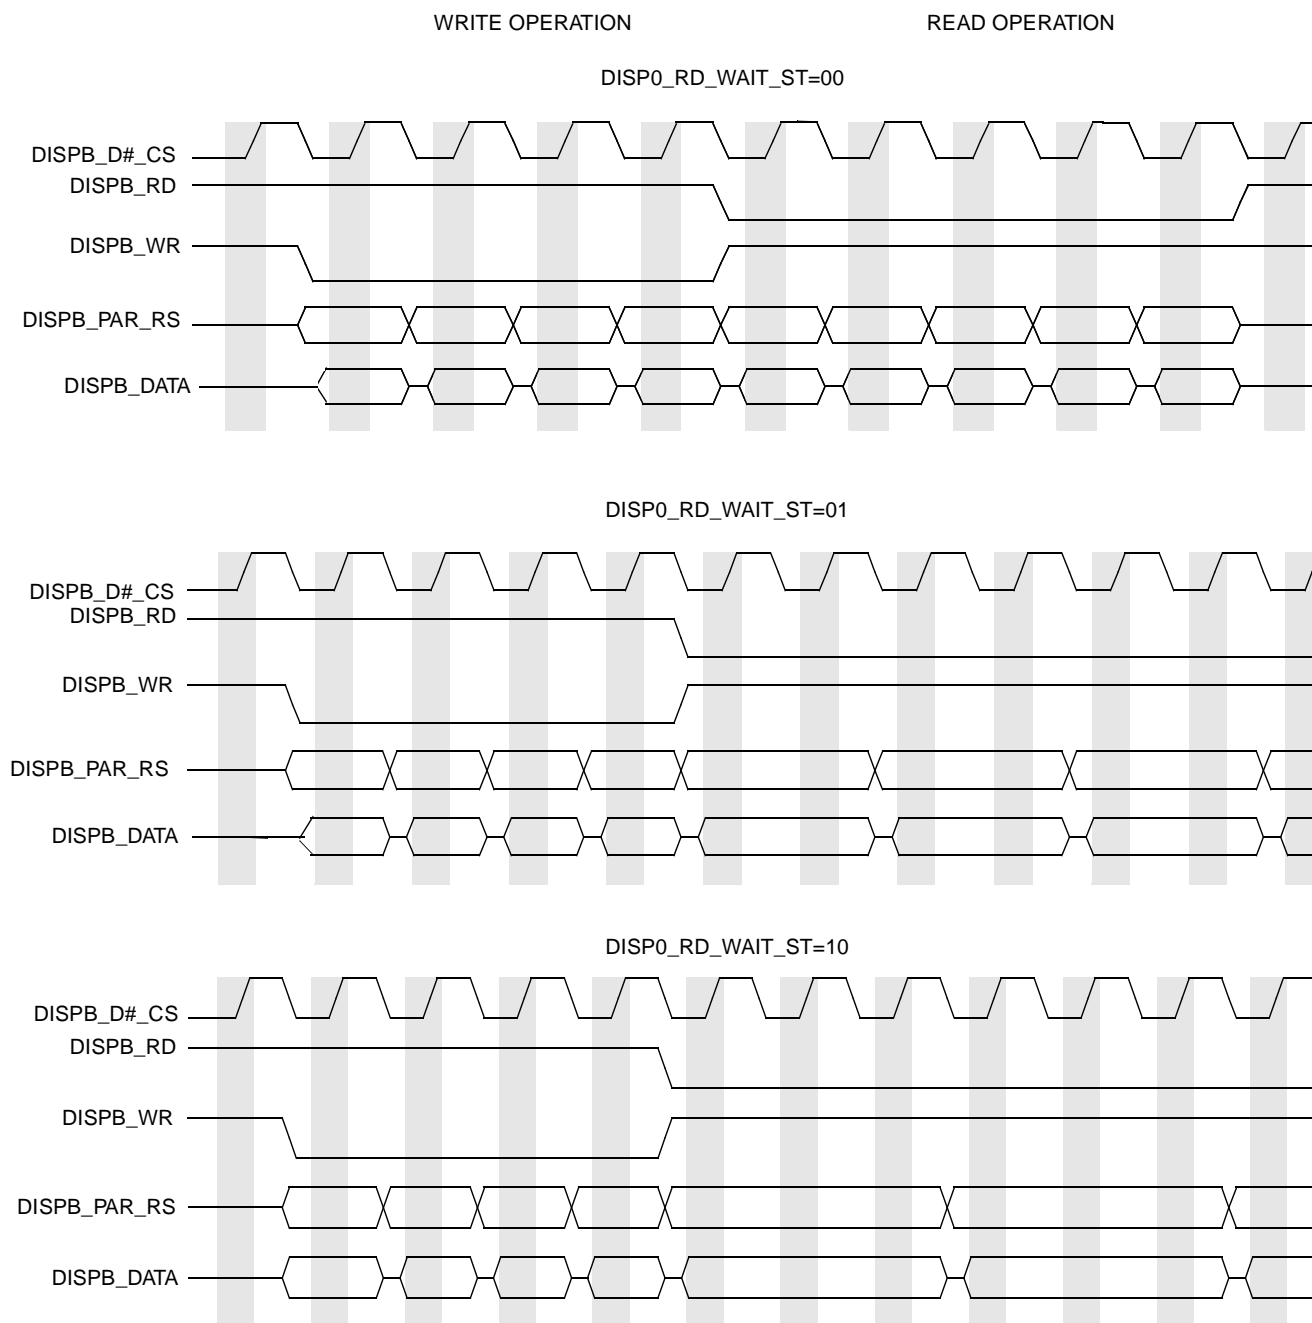 WRITE OPERATION
READ OPERATION
DISP0_RD_WAIT_ST=00
DISPB_D#_CS
DISPB_RD
DISPB_WR
DISPB_PAR_RS
DISPB_DATA
DISP0_RD_WAIT_ST=01
DISPB_D#_CS
DISPB_RD
DISPB_WR
DISPB_PAR_RS
DISPB_DATA
DISP0_RD_WAIT_ST=10
DISPB_D#_CS
DISPB_RD
DISPB_WR
DISPB_PAR_RS
DISPB_DATA